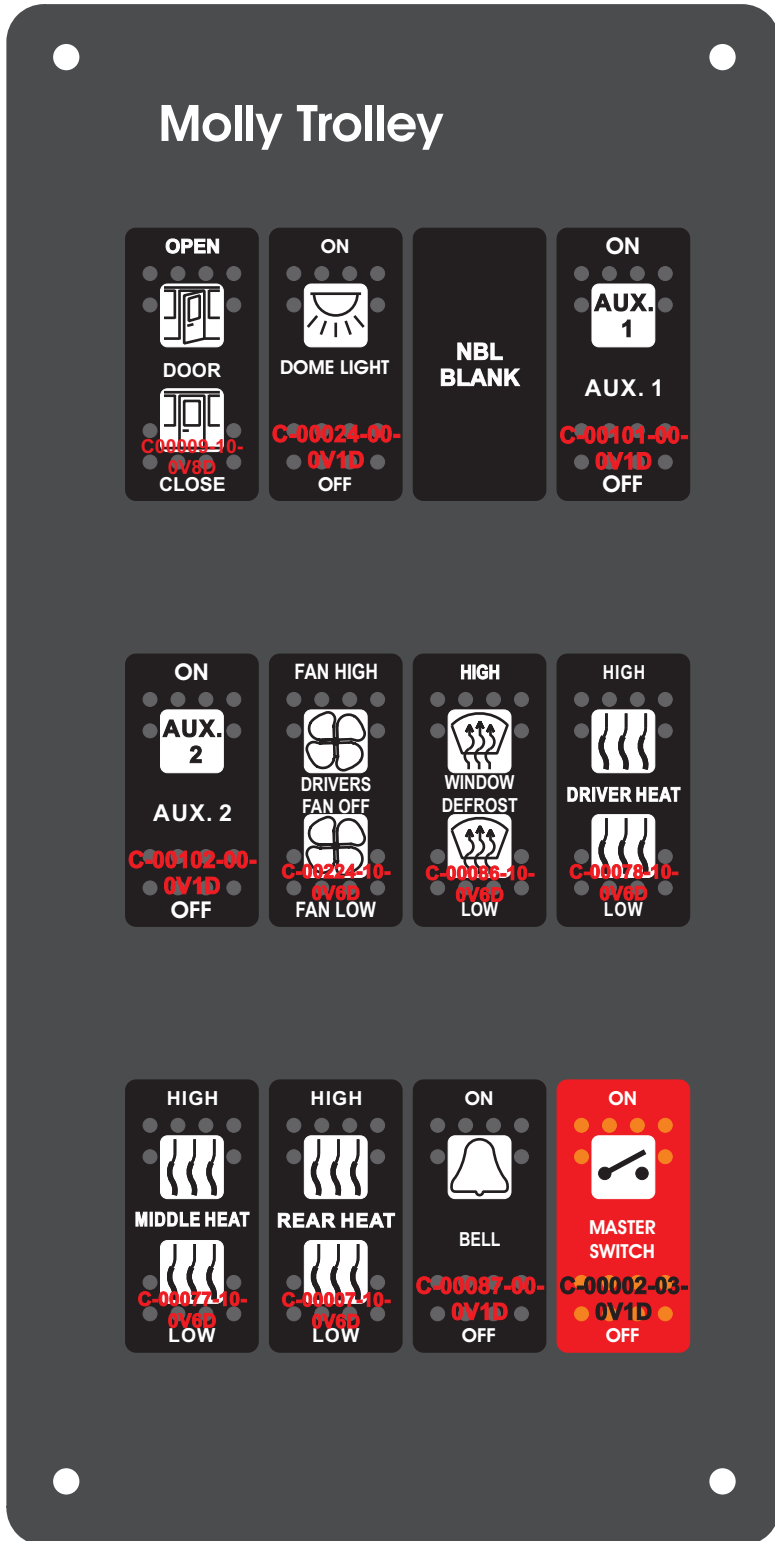 Molly Trolley
OPEN
DOOR
C00009-10-
0V8D
CLOSE
ON
DOME LIGHT
C-00024-00-
0V1D
OFF
NBL
BLANK
ON
AUX.
1
AUX. 1
C-00101-00-
0V1D
OFF
ON
AUX.
2
AUX. 2
C-00102-00-
0V1D
OFF
FAN HIGH
DRIVERS
FAN OFF
C-00224-10-
0V6D
FAN LOW
HIGH
WINDOW
DEFROST
C-00086-10-
0V6D
LOW
HIGH
DRIVER HEAT
C-00078-10-
0V6D
LOW
HIGH
MIDDLE HEAT
C-00077-10-
0V6D
LOW
HIGH
REAR HEAT
C-00007-10-
0V6D
LOW
ON
BELL
C-00087-00-
0V1D
OFF
ON
MASTER
SWITCH
C-00002-03-
0V1D
OFF